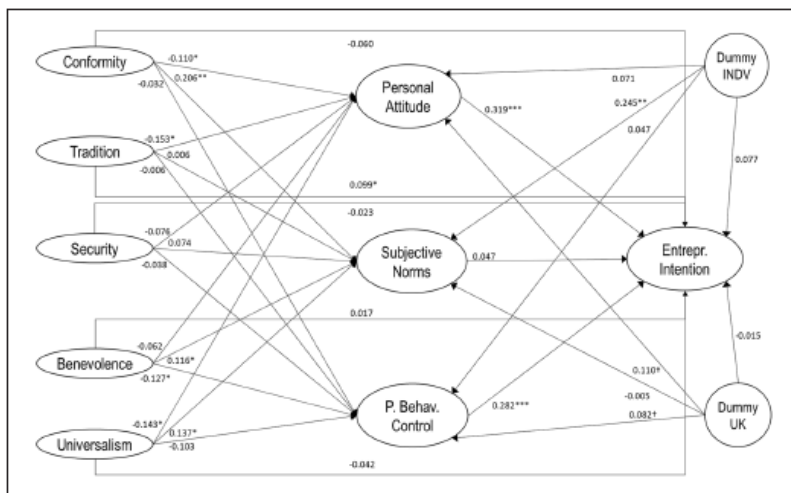 -0.060
Conformity
-0.110*
0.206**
-0.032
Dummy
INDV
Personal
Attitude
0.071
0.319***
0.245**
0.047
Tradition
-0.153*
0.006
-0.006
0.077
0.099*
-0.023
Security
-0.076
0.074
-0.038
Subjective
Norms
0.047
Entrepr.
Intention
0.017
-0.015
Benevolence
-0.062
0.116*
-0.127*
0.110†
-0.005
0.082†
P. Behav.
Control
0.282***
Dummy
UK
Universalism
-0.143*
0.137*
-0.103
-0.042